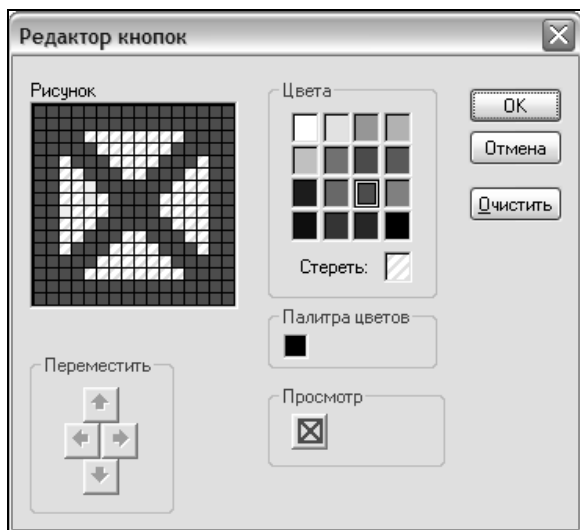 Редактор кнопок
Рисунок
Цвета
OK
Отмена
Очистить
Стереть:
Палитра цветов
Переместить
Просмотр